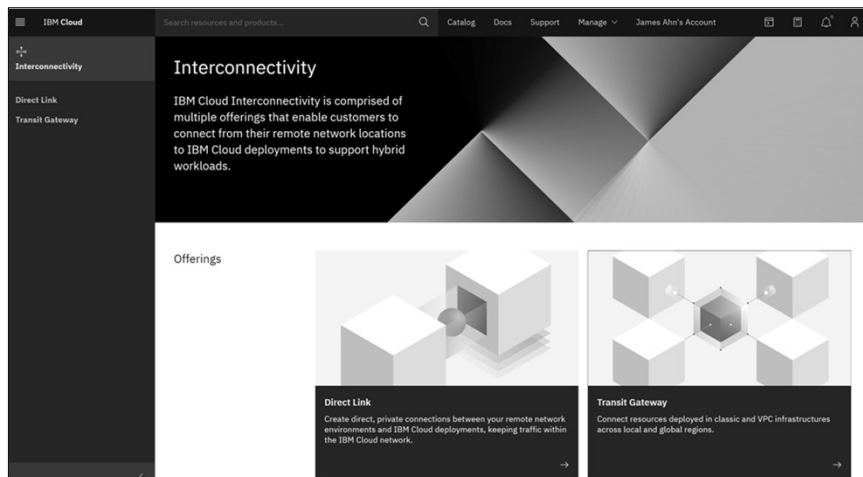 IBM Cloud
Search resources and products...
Catalog
Docs
Support
Manage
James Ahn's Account
Interconnectivity
Direct Link
Transit Gateway
Interconnectivity
IBM Cloud Interconnectivity is comprised of
multiple offerings that enable customers to
connect from their remote network locations
to IBM Cloud deployments to support hybrid
workloads.
Offerings
Direct Link
Create direct, private connections between your remote network
environments and IBM Cloud deployments, keeping traffic within
the IBM Cloud network.
Transit Gateway
Connect resources deployed in classic and VPC infrastructures
across local and global regions.